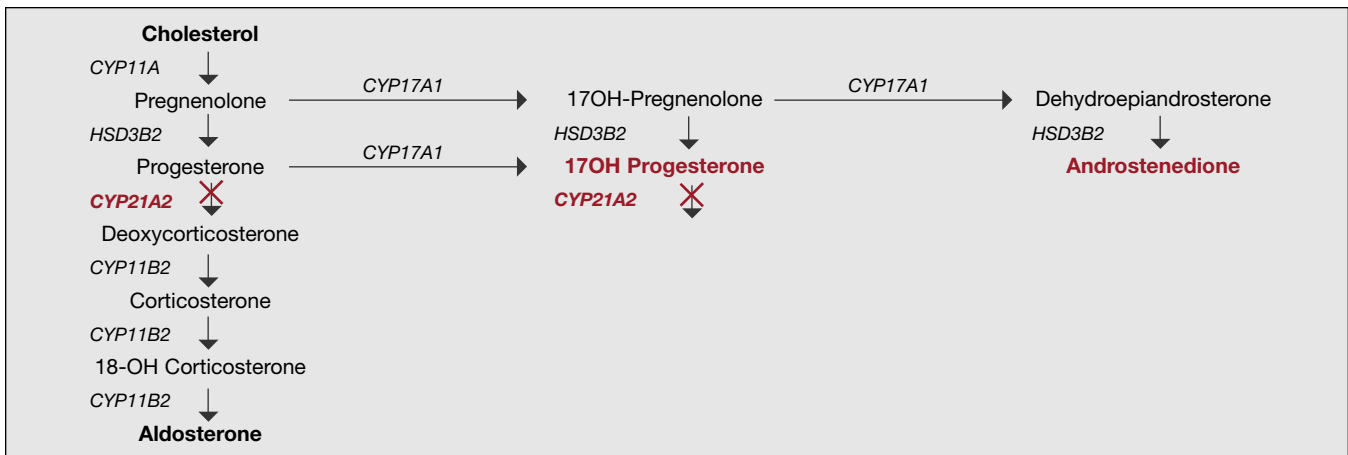 Cholesterol
CYP11A
Pregnenolone CYP17A1 17OH-Pregnenolone CYP17A1 Dehydroepiandrosterone
HSD3B2 HSD3B2 HSD3B2
Progesterone CYP17A1 17OH Progesterone Androstenedione
CYP21A2 CYP21A2
Deoxycorticosterone
CYP11B2
Corticosterone
CYP11B2
18-OH Corticosterone
CYP11B2
Aldosterone